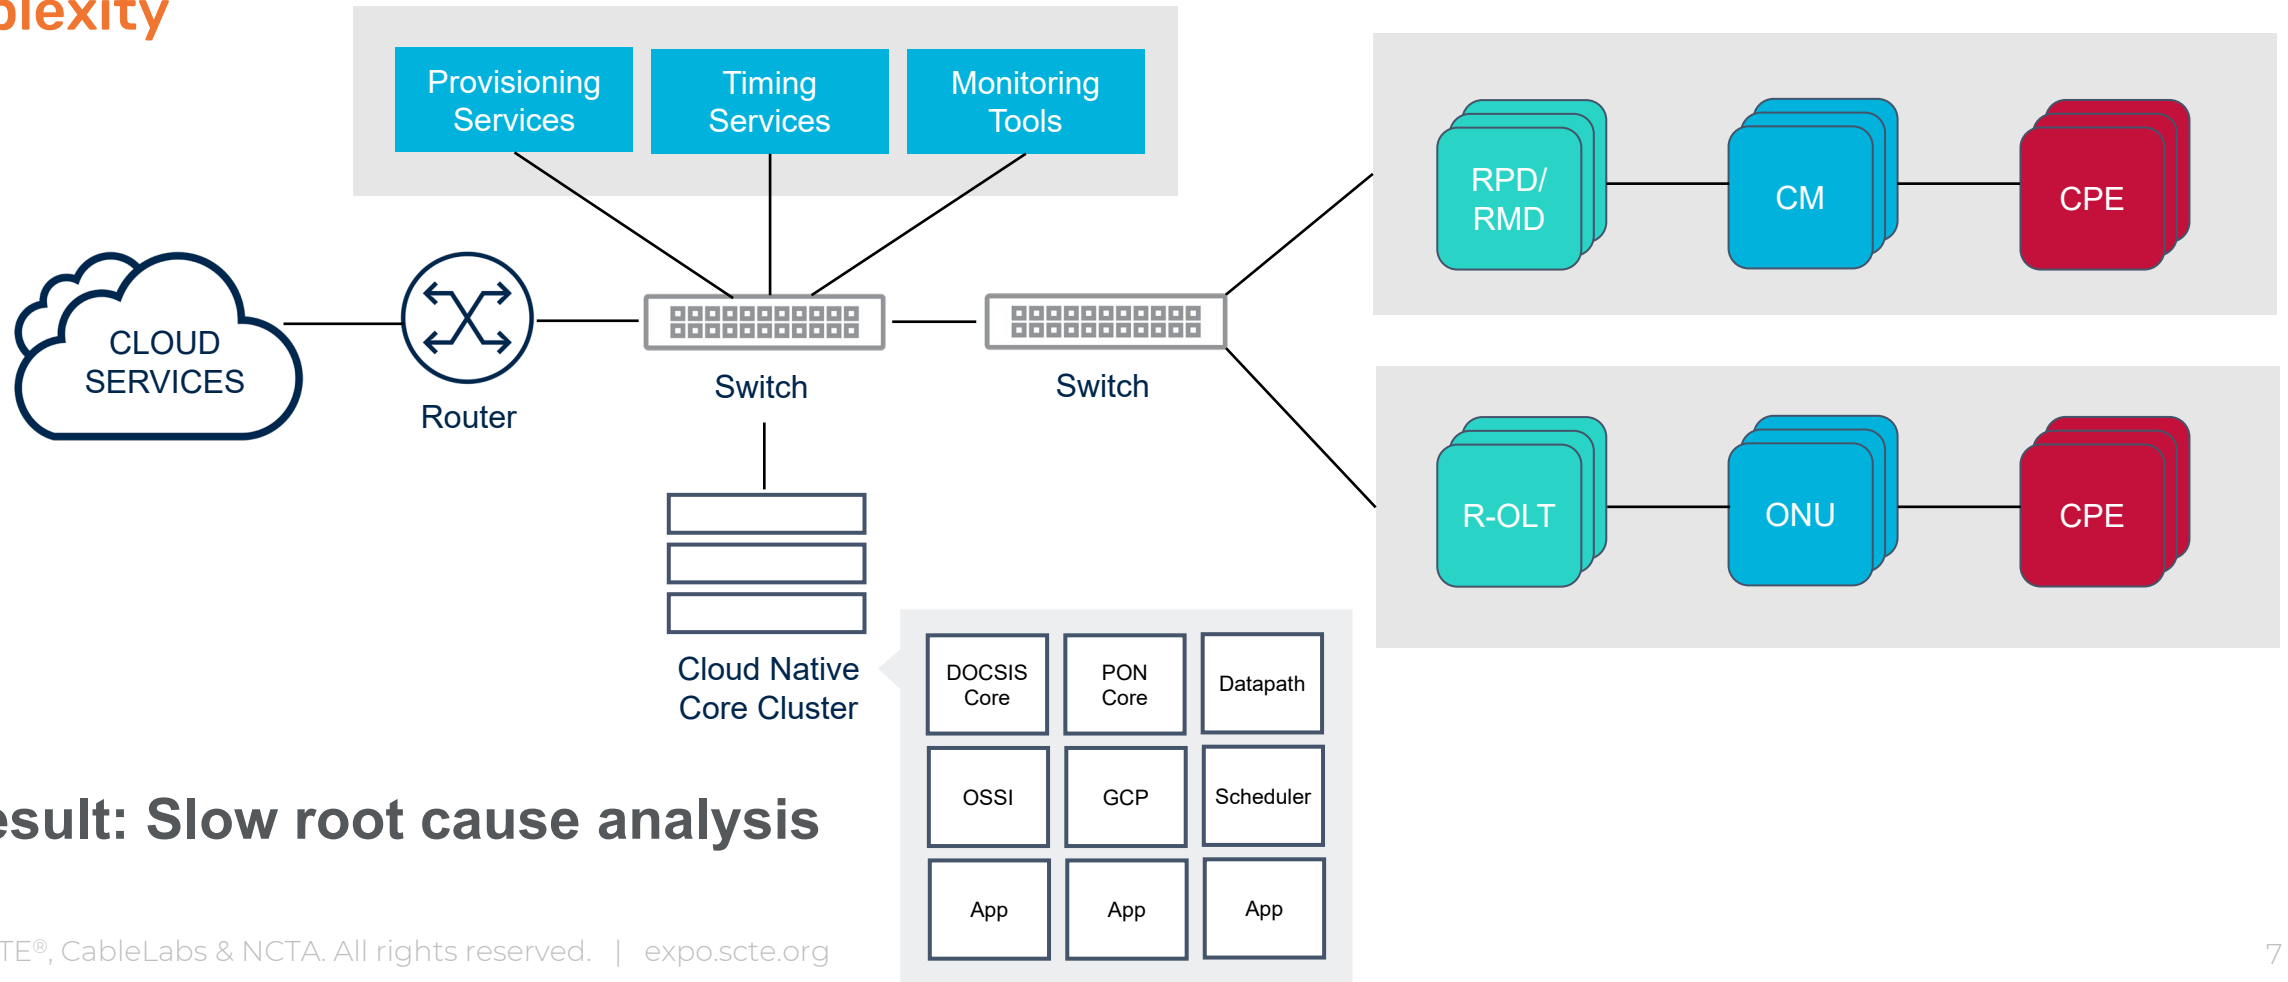 plexity
Provisioning
Services
Timing
Services
Monitoring
Tools
RPD/
RMD
CM
CPE
CLOUD
SERVICES
Router
Switch
Switch
R-OLT
ONU
CPE
Cloud Native
Core Cluster
DOCSIS
Core
PON
Core
Datapath
OSSI
GCP
Scheduler
App
App
App
esult: Slow root cause analysis
TE®, CableLabs & NCTA. All rights reserved. | expo.scte.org
7